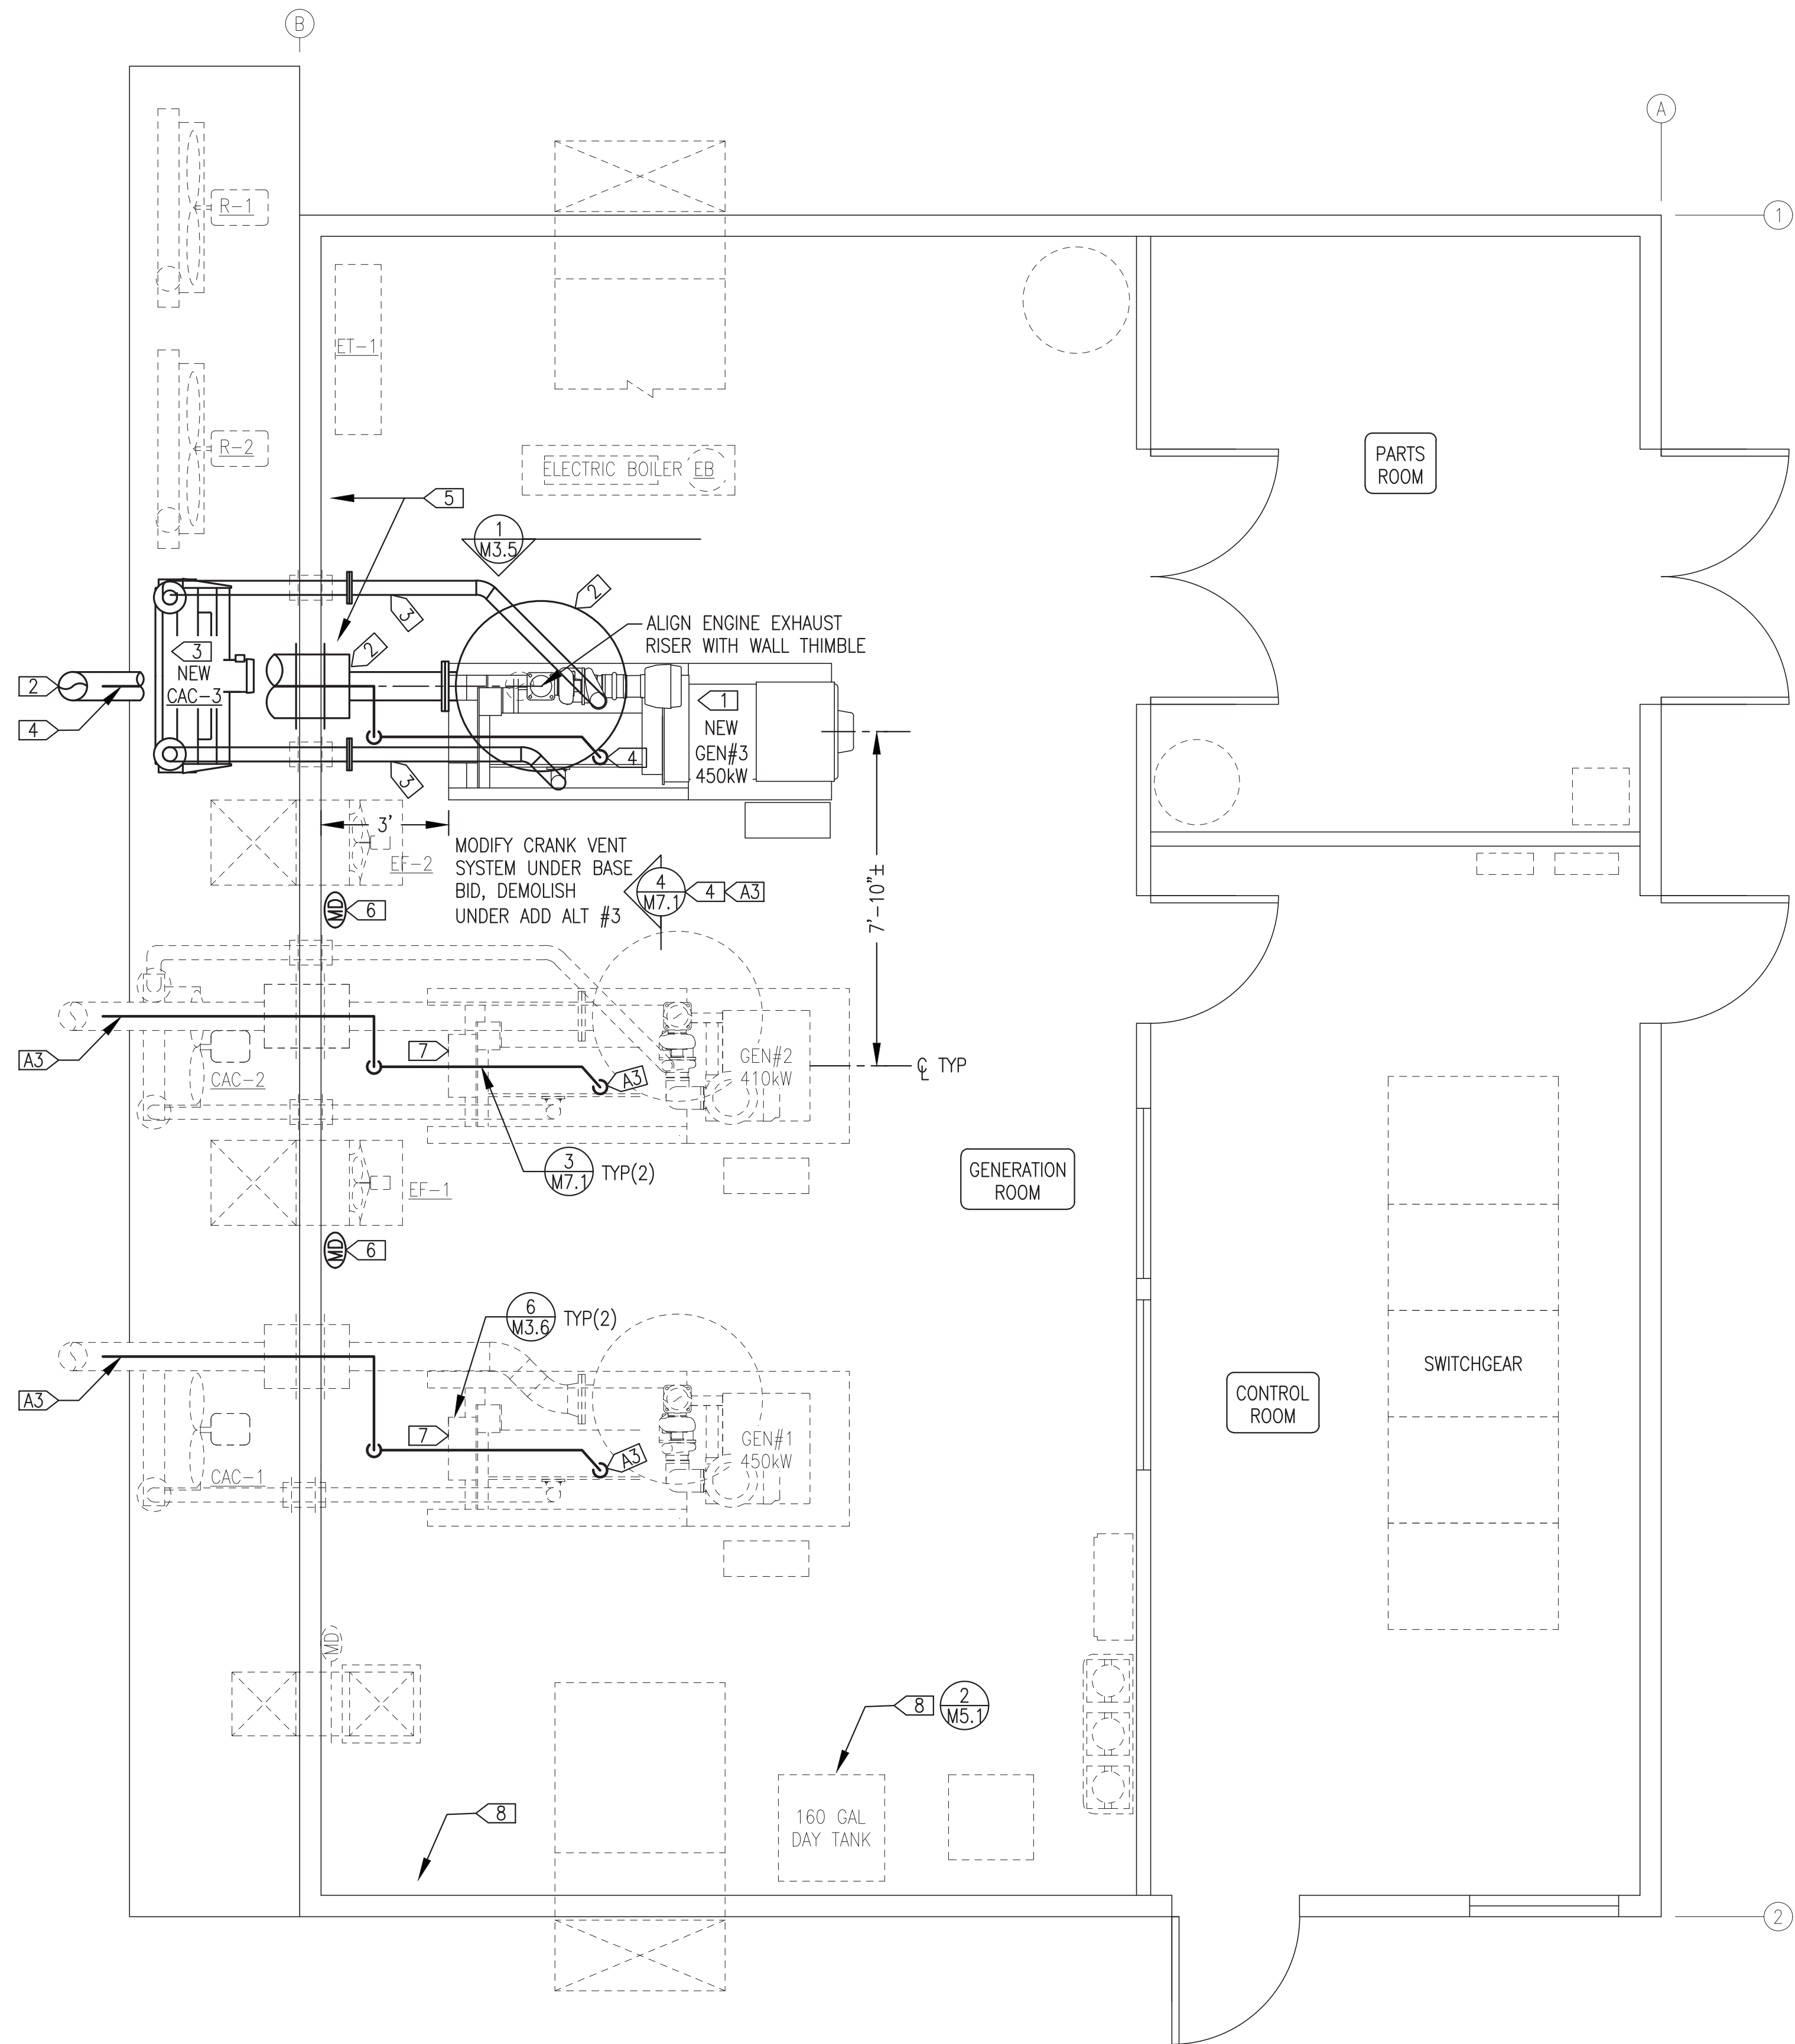 B
A
1
R-1
ET-1
R-2
ELECTRIC BOILER EB
PARTS
ROOM
5
1
M3.5
2
3
ALIGN ENGINE EXHAUST
RISER WITH WALL THIMBLE
2
3
NEW
CAC-3
2
4
1
NEW
GEN#3
450kW
4
3
3'
7'-10"±
MODIFY CRANK VENT
SYSTEM UNDER BASE
BID, DEMOLISH
UNDER ADD ALT #3
EF-2
4
M7.1
4
A3
MD
6
A3
CAC-2
7
GEN#2
410kW
A3
℄ TYP
3
M7.1
TYP(2)
EF-1
GENERATION
ROOM
MD
6
6
M3.6
TYP(2)
A3
CAC-1
7
GEN#1
450kW
A3
SWITCHGEAR
CONTROL
ROOM
MD
8
2
M5.1
8
160 GAL
DAY TANK
2